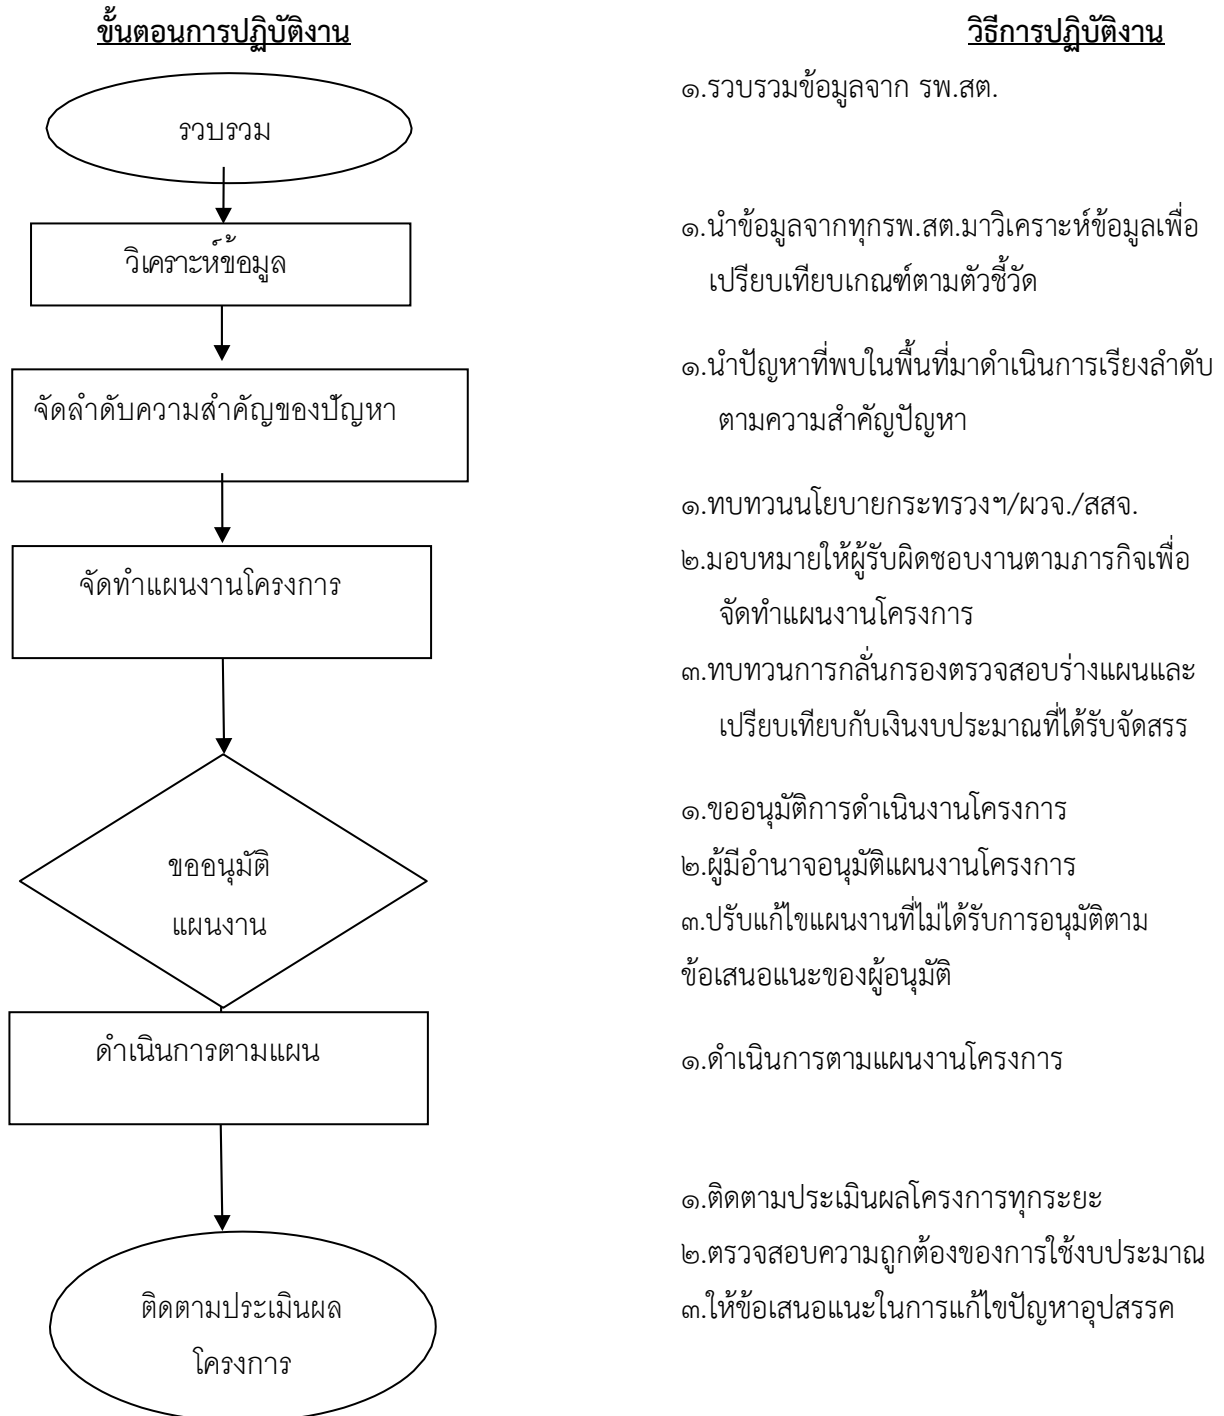 ขั้นตอนการปฏิบัติงาน
วิธีการปฏิบัติงาน
รวบรวม
๑.รวบรวมข้อมูลจาก รพ.สต.
วิเคราะห์ข้อมูล
๑.นำข้อมูลจากทุกรพ.สต.มาวิเคราะห์ข้อมูลเพื่อ
เปรียบเทียบเกณฑ์ตามตัวชี้วัด
จัดลำดับความสำคัญของปัญหา
๑.นำปัญหาที่พบในพื้นที่มาดำเนินการเรียงลำดับ
ตามความสำคัญปัญหา
จัดทำแผนงานโครงการ
๑.ทบทวนนโยบายกระทรวงฯ/ผวจ./สสจ.
๒.มอบหมายให้ผู้รับผิดชอบงานตามภารกิจเพื่อ
จัดทำแผนงานโครงการ
๓.ทบทวนการกลั่นกรองตรวจสอบร่างแผนและ
เปรียบเทียบกับเงินงบประมาณที่ได้รับจัดสรร
ขออนุมัติ
แผนงาน
๑.ขออนุมัติการดำเนินงานโครงการ
๒.ผู้มีอำนาจอนุมัติแผนงานโครงการ
๓.ปรับแก้ไขแผนงานที่ไม่ได้รับการอนุมัติตาม
ข้อเสนอแนะของผู้อนุมัติ
ดำเนินการตามแผน
๑.ดำเนินการตามแผนงานโครงการ
ติดตามประเมินผล
โครงการ
๑.ติดตามประเมินผลโครงการทุกระยะ
๒.ตรวจสอบความถูกต้องของการใช้งบประมาณ
๓.ให้ข้อเสนอแนะในการแก้ไขปัญหาอุปสรรค